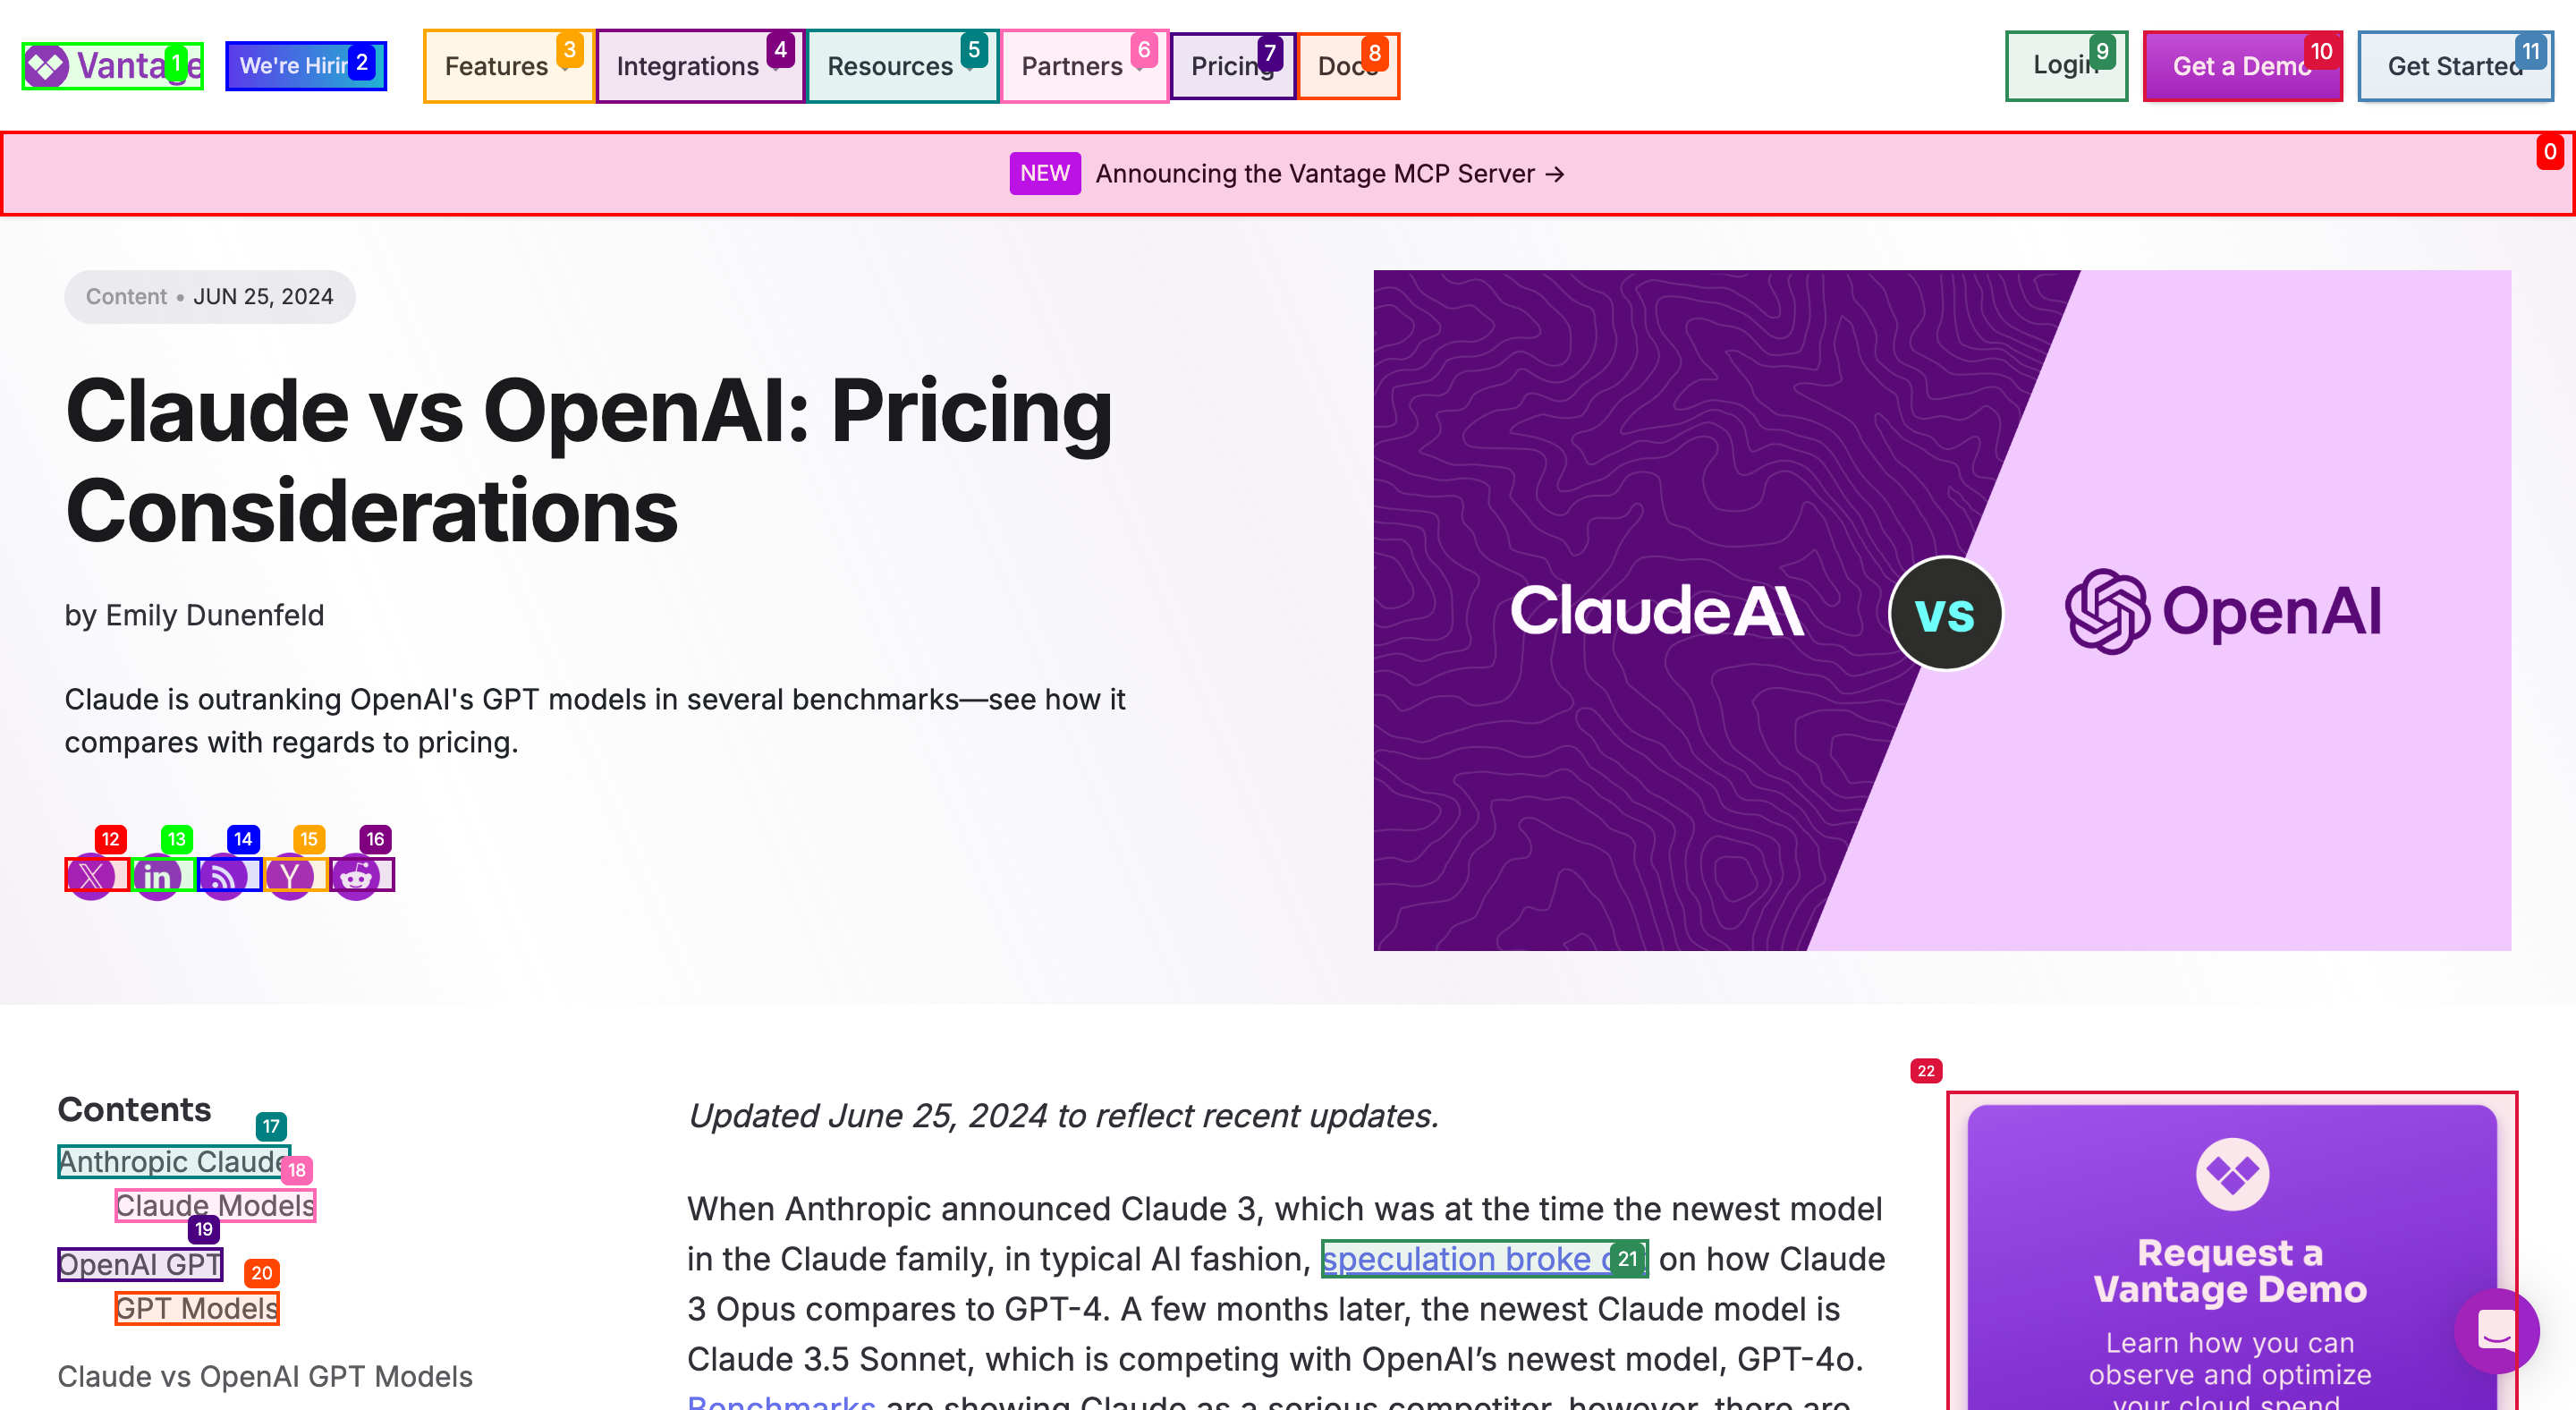 Vantage
We're Hiring
Features
Integrations
Resources
Partners
Pricing
Docs
Login
Get a Demo
Get Started
1
2
3
4
5
6
7
8
9
10
11
0
NEW Announcing the Vantage MCP Server →
Content • JUN 25, 2024
Claude vs OpenAI: Pricing
Considerations
by Emily Dunenfeld
Claude is outranking OpenAI's GPT models in several benchmarks—see how it
compares with regards to pricing.
12 13 14 15 16
X in Y
ClaudeAI VS OpenAI
Contents
17
Anthropic Claude
18
Claude Models
19
OpenAI GPT
20
GPT Models
Claude vs OpenAI GPT Models
Updated June 25, 2024 to reflect recent updates.
When Anthropic announced Claude 3, which was at the time the newest model
in the Claude family, in typical AI fashion, speculation broke 21 on how Claude
3 Opus compares to GPT-4. A few months later, the newest Claude model is
Claude 3.5 Sonnet, which is competing with OpenAI’s newest model, GPT-4o.
Benchmarks are showing Claude as a serious competitor, however, there are
22
Request a
Vantage Demo
Learn how you can
observe and optimize
your cloud spend